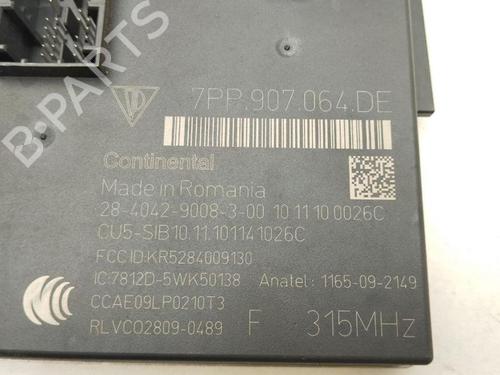 B-PARTS
7PP.907.064.DE
Continental
Made in Romania
28-4042-9008-3-00 10 11 10 0026C
CU5-SIB10.11.101141026C
FCC ID:KR5284009130
IC:7812D-5WK50138 Anatel : 1165-09-2149
CCAE09LP0210T3
RLVCO2809-0489 F 315MHz